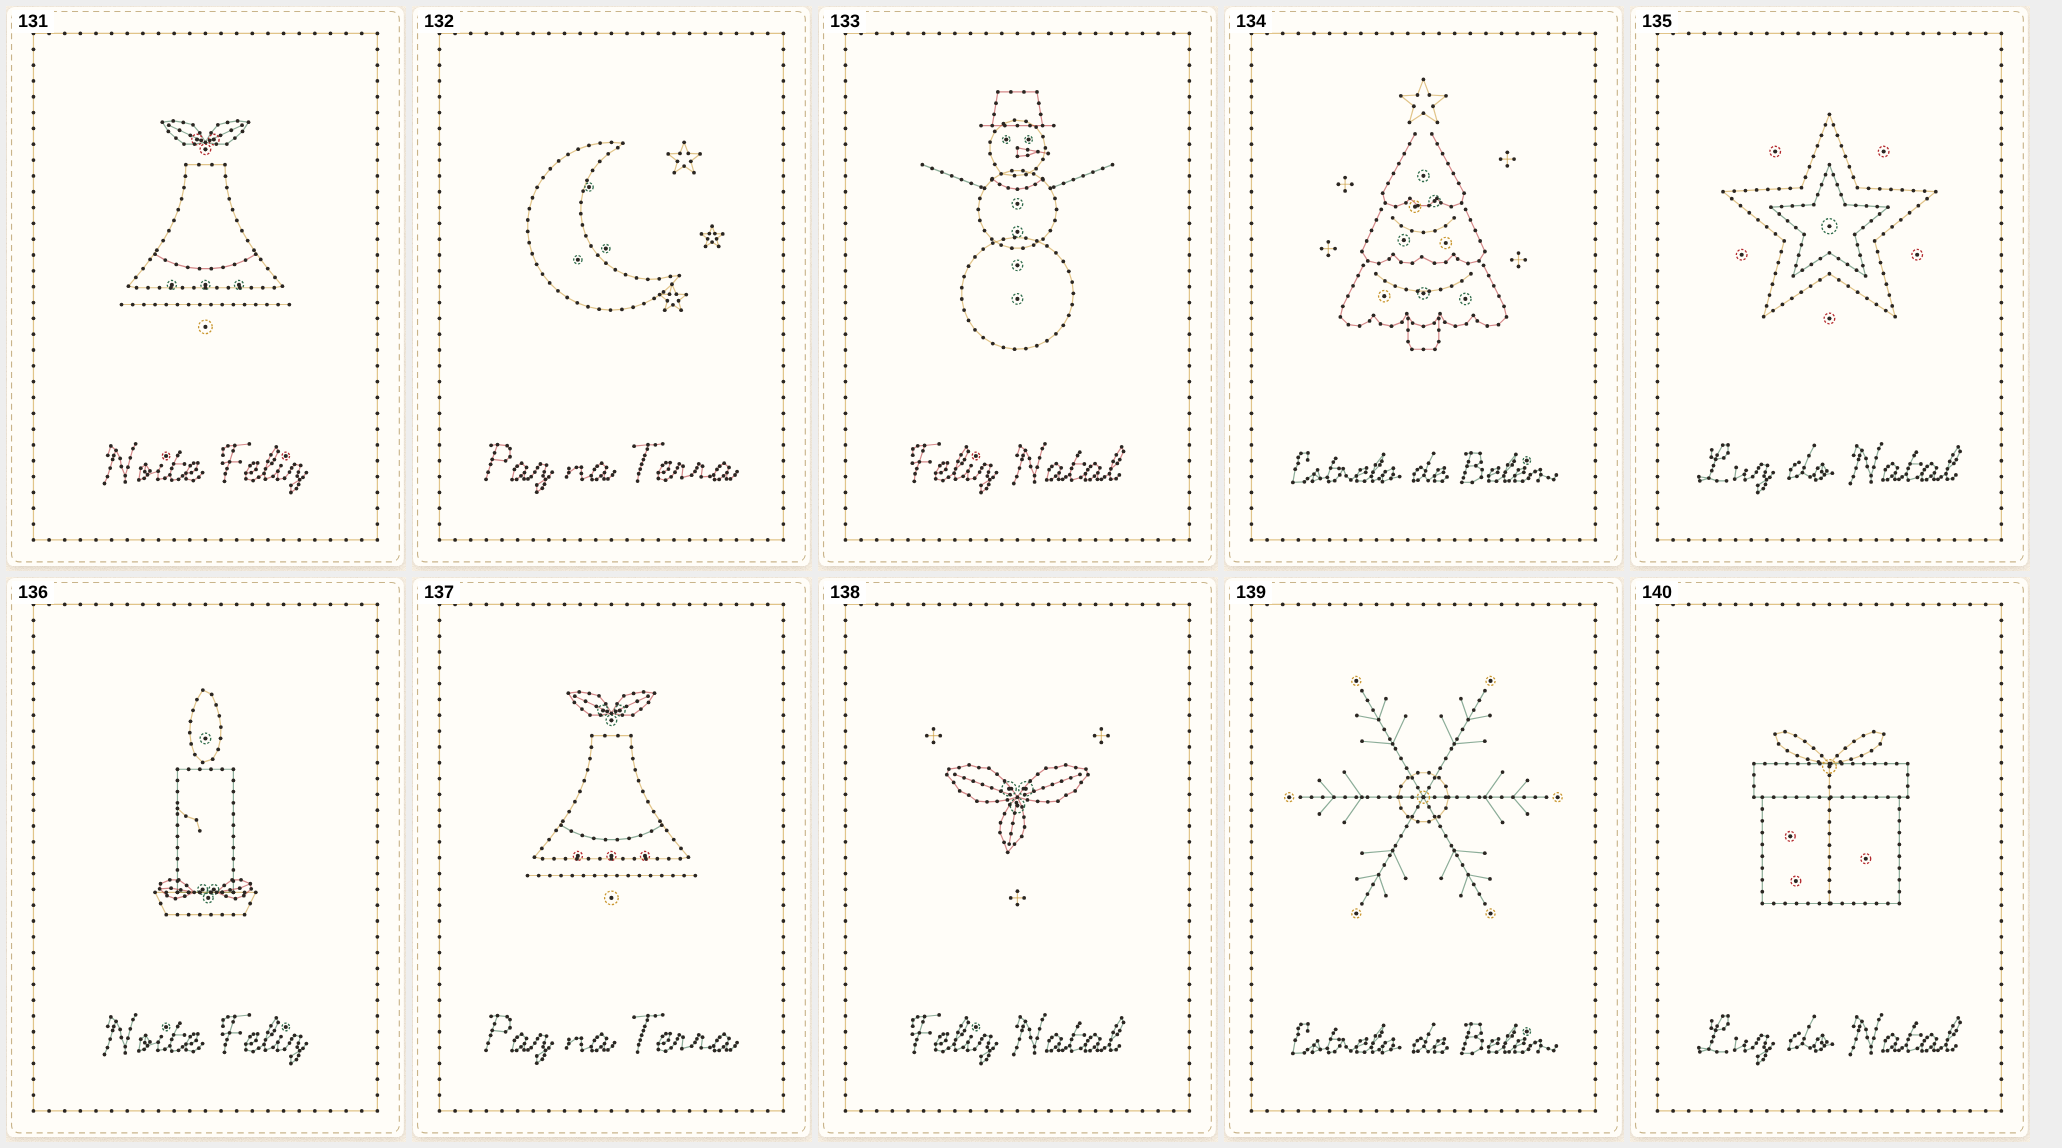 131 132 133 134 135
Noite Feliz Paz na Terra Feliz Natal Estrela de Belém Luz do Natal
136 137 138 139 140
Noite Feliz Paz na Terra Feliz Natal Estrela de Belém Luz do Natal